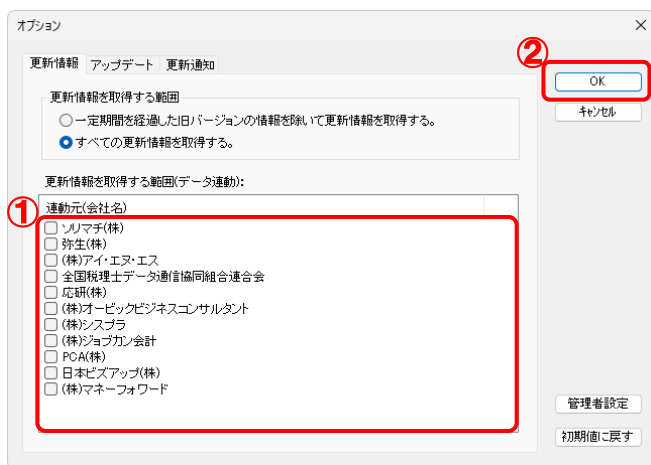 オプション
②
更新情報 アップデート 更新通知
OK
更新情報を取得する範囲
キャンセル
一定期間を経過した旧バージョンの情報を除いて更新情報を取得する。
すべての更新情報を取得する。
更新情報を取得する範囲(データ連動):
①
連動元(会社名)
ソリマチ(株)
弥生(株)
(株)アイ・エヌ・エス
全国税理士データ通信協同組合連合会
応研(株)
(株)オービックビジネスコンサルタント
(株)シスプラ
(株)ジョブカン会計
PCA(株)
日本ビズアップ(株)
(株)マネーフォワード
管理者設定
初期値に戻す